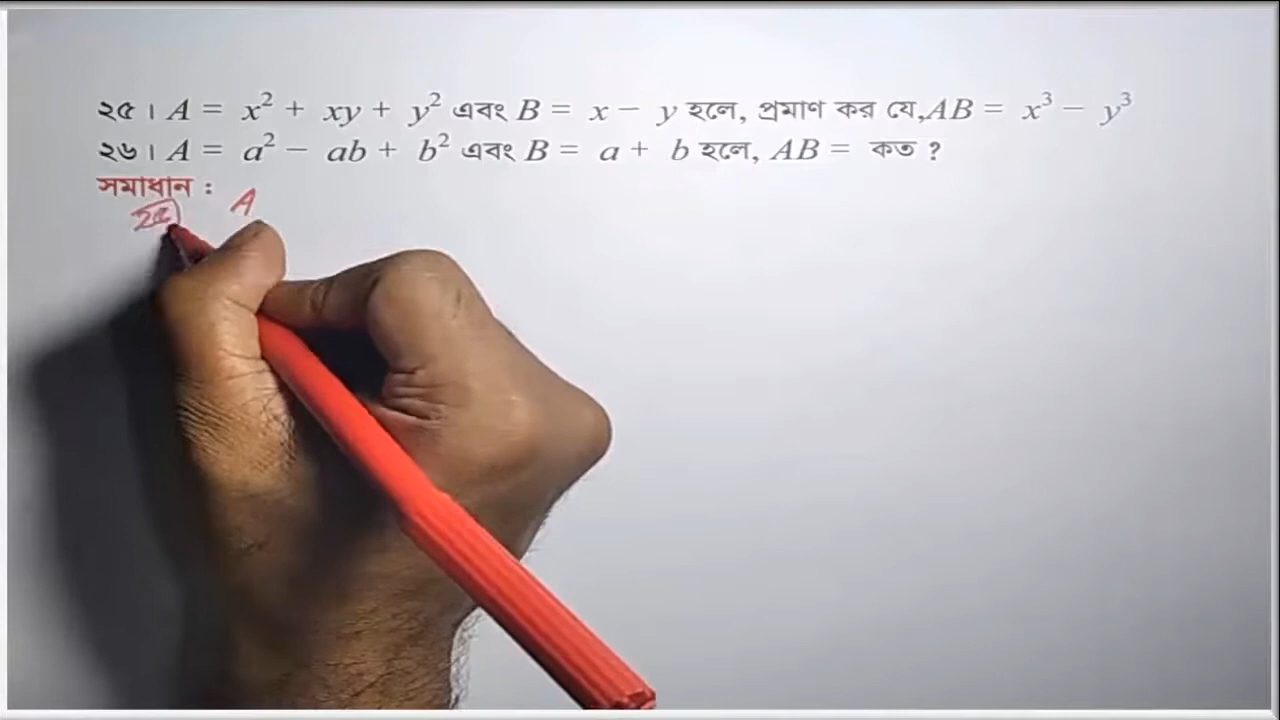 ২৫। A = x² + xy + y² এবং B = x − y হলে, প্রমাণ কর যে,AB = x³ − y³
২৬। A = a² − ab + b² এবং B = a + b হলে, AB = কত ?
সমাধান :
২৫ A